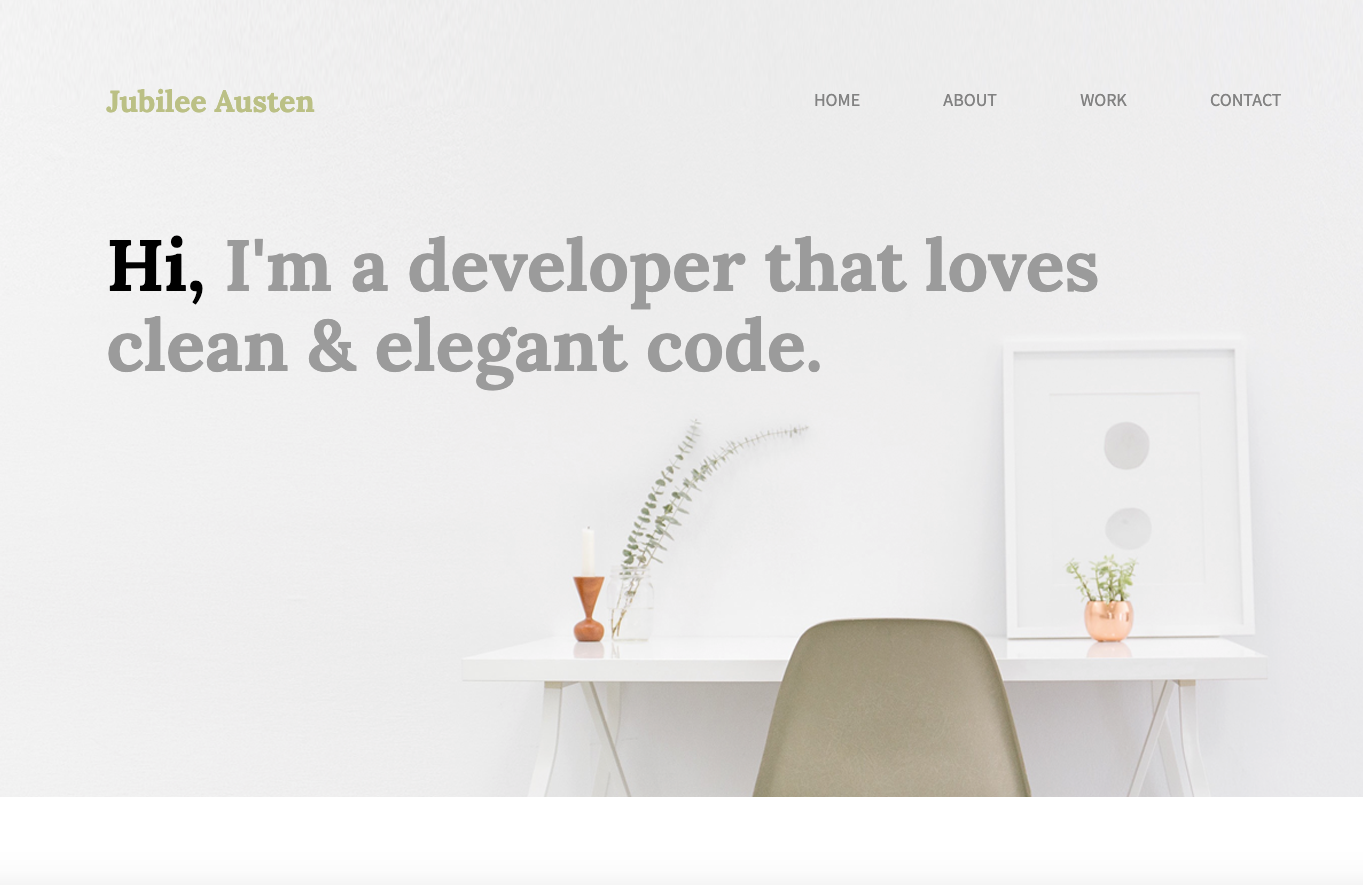 Jubilee Austen
HOME ABOUT WORK CONTACT
Hi, I'm a developer that loves
clean & elegant code.